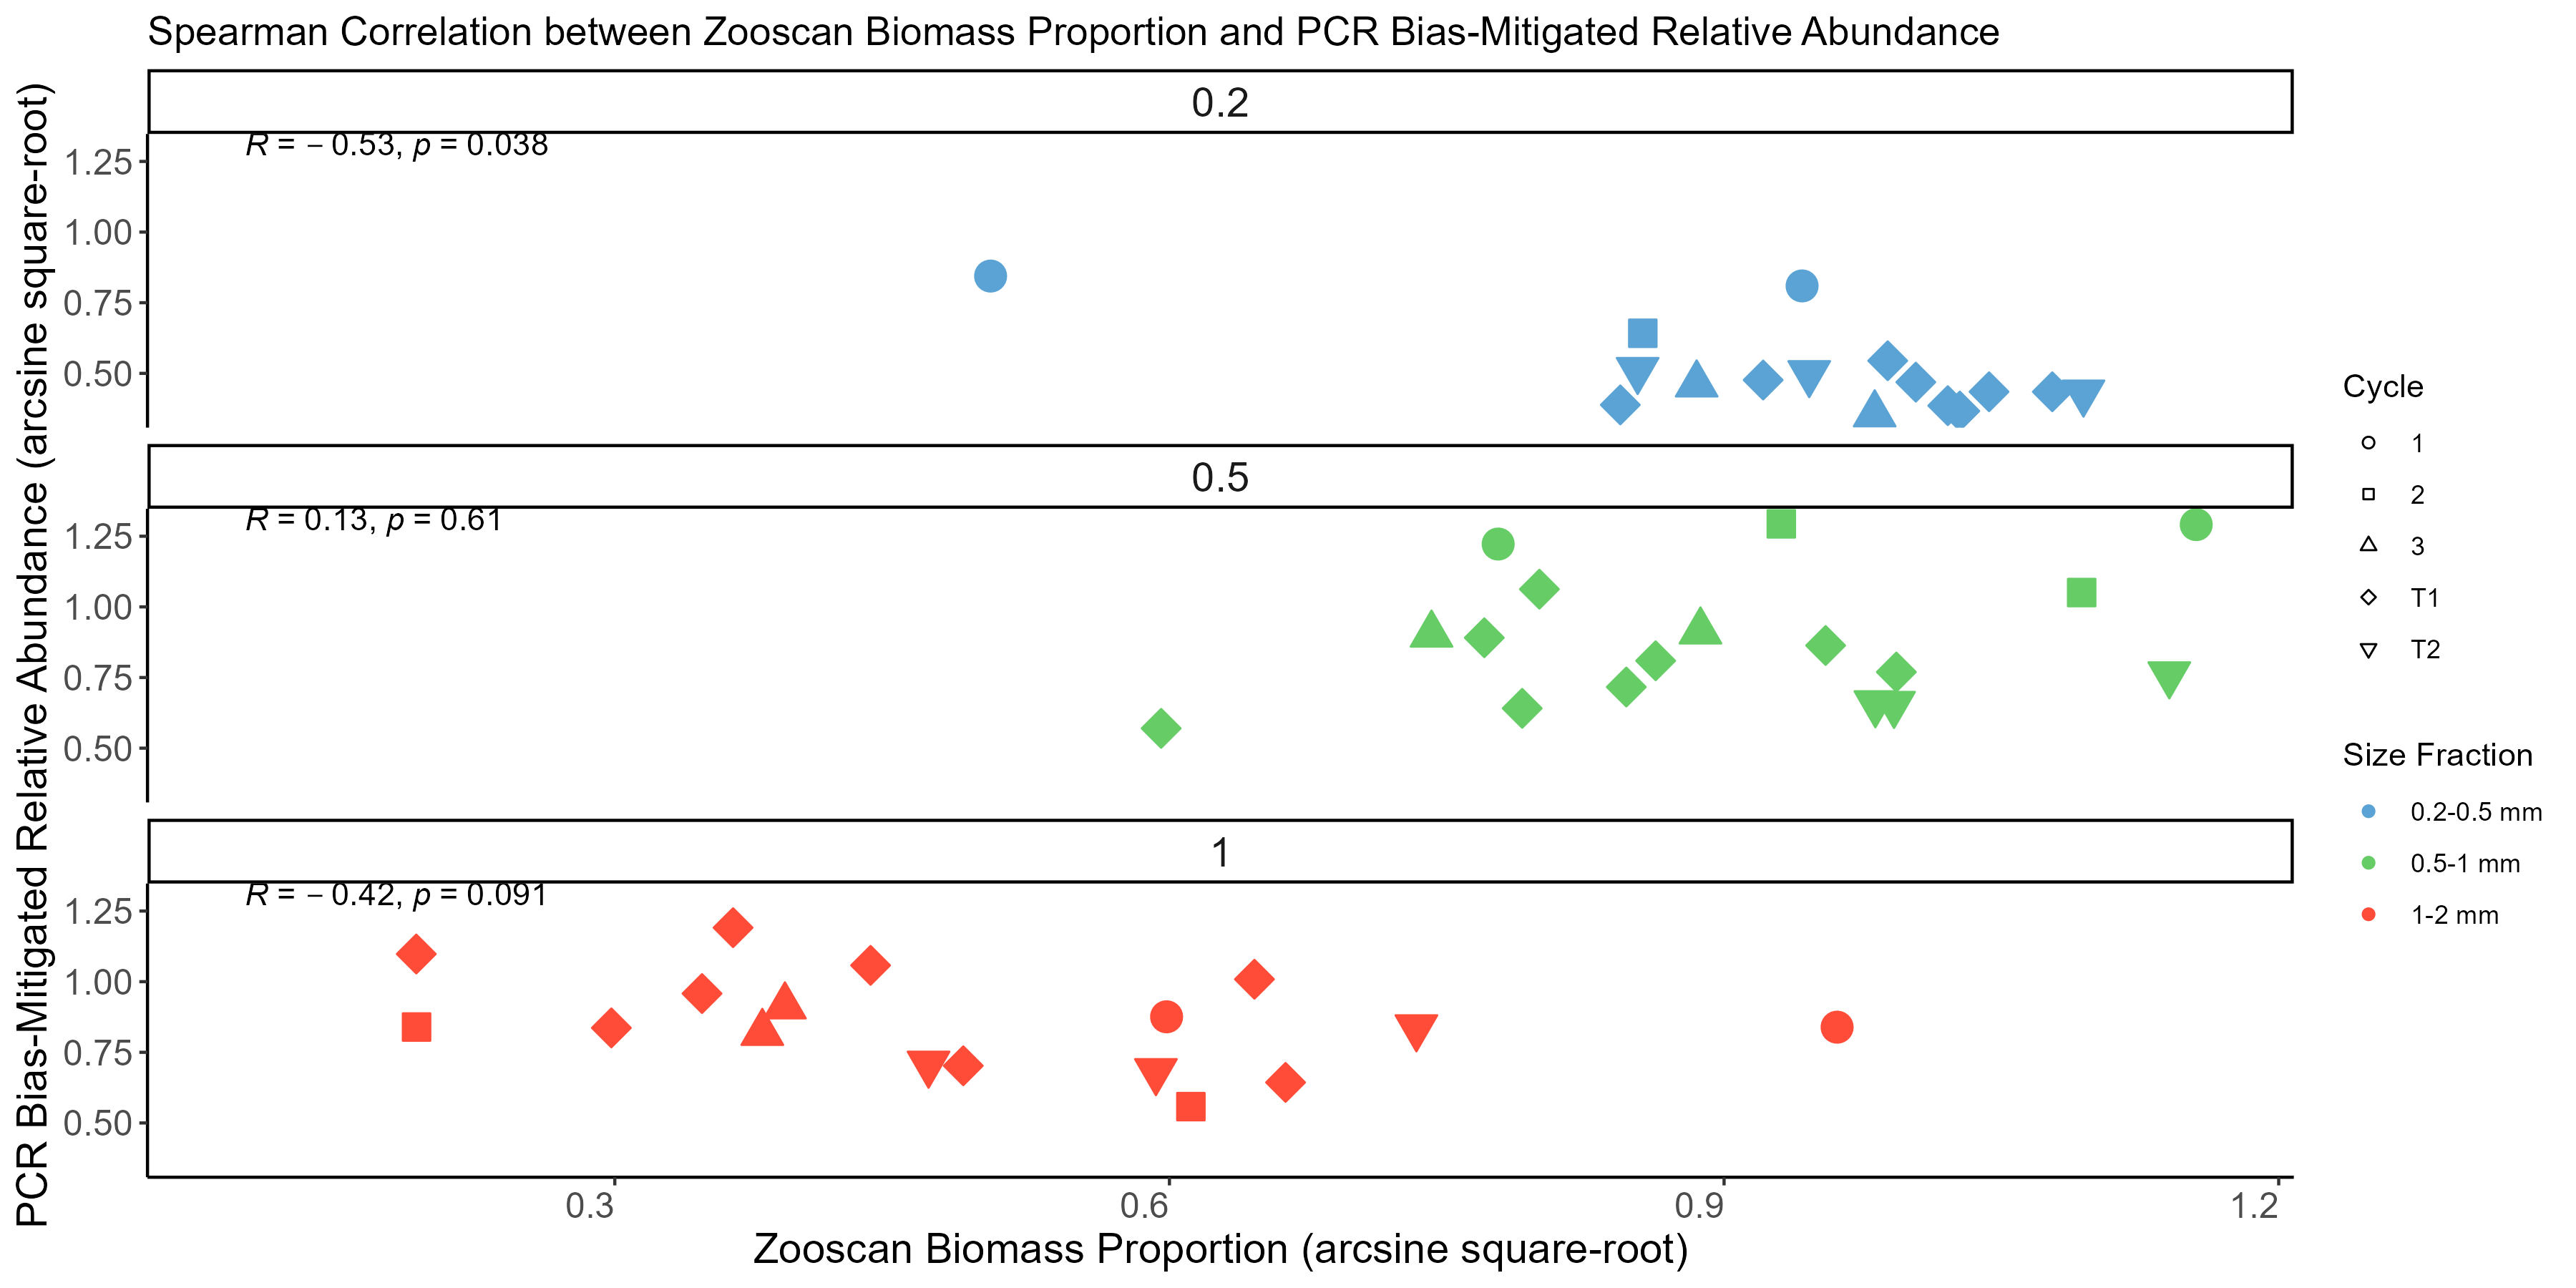 Spearman Correlation between Zooscan Biomass Proportion and PCR Bias-Mitigated Relative Abundance
PCR Bias-Mitigated Relative Abundance (arcsine square-root)
0.2
R = − 0.53, p = 0.038
1.25
1.00
0.75
0.50
0.5
R = 0.13, p = 0.61
1.25
1.00
0.75
0.50
1
R = − 0.42, p = 0.091
1.25
1.00
0.75
0.50
0.3 0.6 0.9 1.2
Zooscan Biomass Proportion (arcsine square-root)
Cycle
1
2
3
T1
T2
Size Fraction
0.2-0.5 mm
0.5-1 mm
1-2 mm